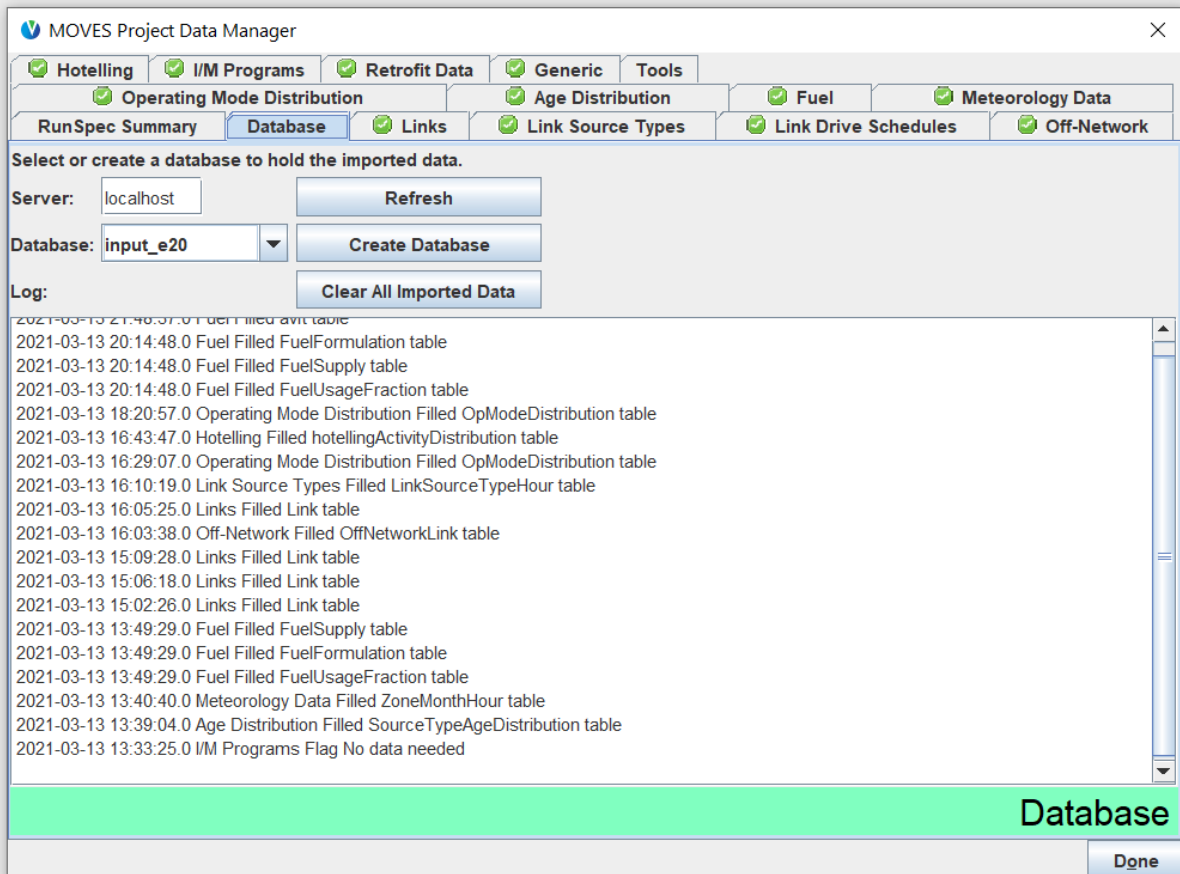 MOVES Project Data Manager
Hotelling I/M Programs Retrofit Data Generic Tools
Operating Mode Distribution Age Distribution Fuel Meteorology Data
RunSpec Summary Database Links Link Source Types Link Drive Schedules Off-Network
Select or create a database to hold the imported data.
Server: localhost Refresh
Database: input_e20 Create Database
Log: Clear All Imported Data
2021-03-13 21:48:37.0 Fuel Filled avft table
2021-03-13 20:14:48.0 Fuel Filled FuelFormulation table
2021-03-13 20:14:48.0 Fuel Filled FuelSupply table
2021-03-13 20:14:48.0 Fuel Filled FuelUsageFraction table
2021-03-13 18:20:57.0 Operating Mode Distribution Filled OpModeDistribution table
2021-03-13 16:43:47.0 Hotelling Filled hotellingActivityDistribution table
2021-03-13 16:29:07.0 Operating Mode Distribution Filled OpModeDistribution table
2021-03-13 16:10:19.0 Link Source Types Filled LinkSourceTypeHour table
2021-03-13 16:05:25.0 Links Filled Link table
2021-03-13 16:03:38.0 Off-Network Filled OffNetworkLink table
2021-03-13 15:09:28.0 Links Filled Link table
2021-03-13 15:06:18.0 Links Filled Link table
2021-03-13 15:02:26.0 Links Filled Link table
2021-03-13 13:49:29.0 Fuel Filled FuelSupply table
2021-03-13 13:49:29.0 Fuel Filled FuelFormulation table
2021-03-13 13:49:29.0 Fuel Filled FuelUsageFraction table
2021-03-13 13:40:40.0 Meteorology Data Filled ZoneMonthHour table
2021-03-13 13:39:04.0 Age Distribution Filled SourceTypeAgeDistribution table
2021-03-13 13:33:25.0 I/M Programs Flag No data needed
Database
Done